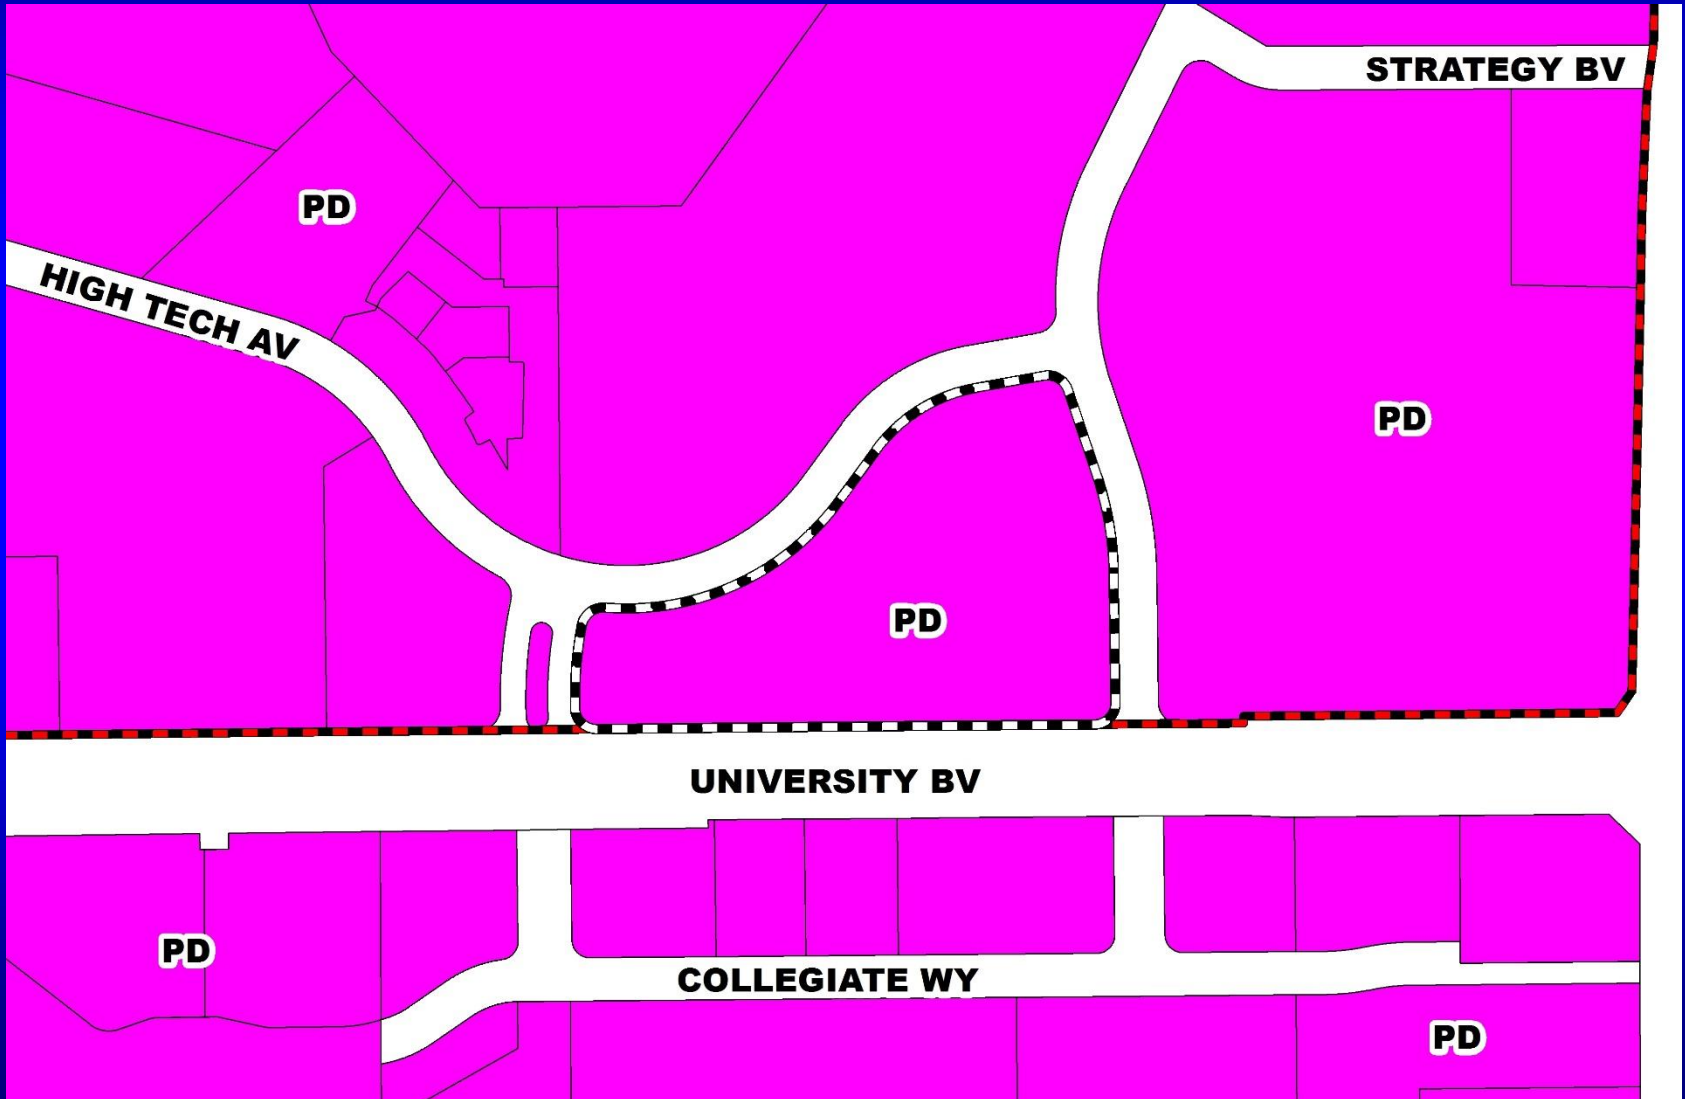 STRATEGY BV
PD
HIGH TECH AV
PD
PD
UNIVERSITY BV
PD
COLLEGIATE WY
PD